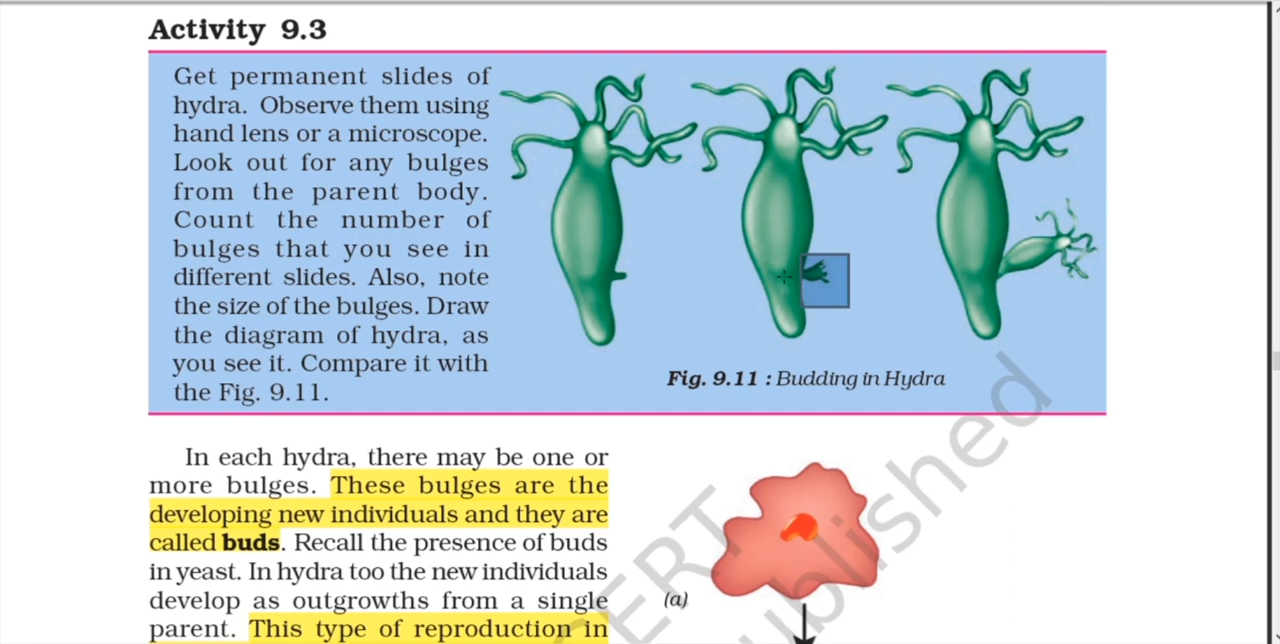 Activity 9.3
Get permanent slides of
hydra. Observe them using
hand lens or a microscope.
Look out for any bulges
from the parent body.
Count the number of
bulges that you see in
different slides. Also, note
the size of the bulges. Draw
the diagram of hydra, as
you see it. Compare it with
the Fig. 9.11.
Fig. 9.11 : Budding in Hydra
In each hydra, there may be one or
more bulges. These bulges are the
developing new individuals and they are
called buds. Recall the presence of buds
in yeast. In hydra too the new individuals
develop as outgrowths from a single
parent. This type of reproduction in
(a)